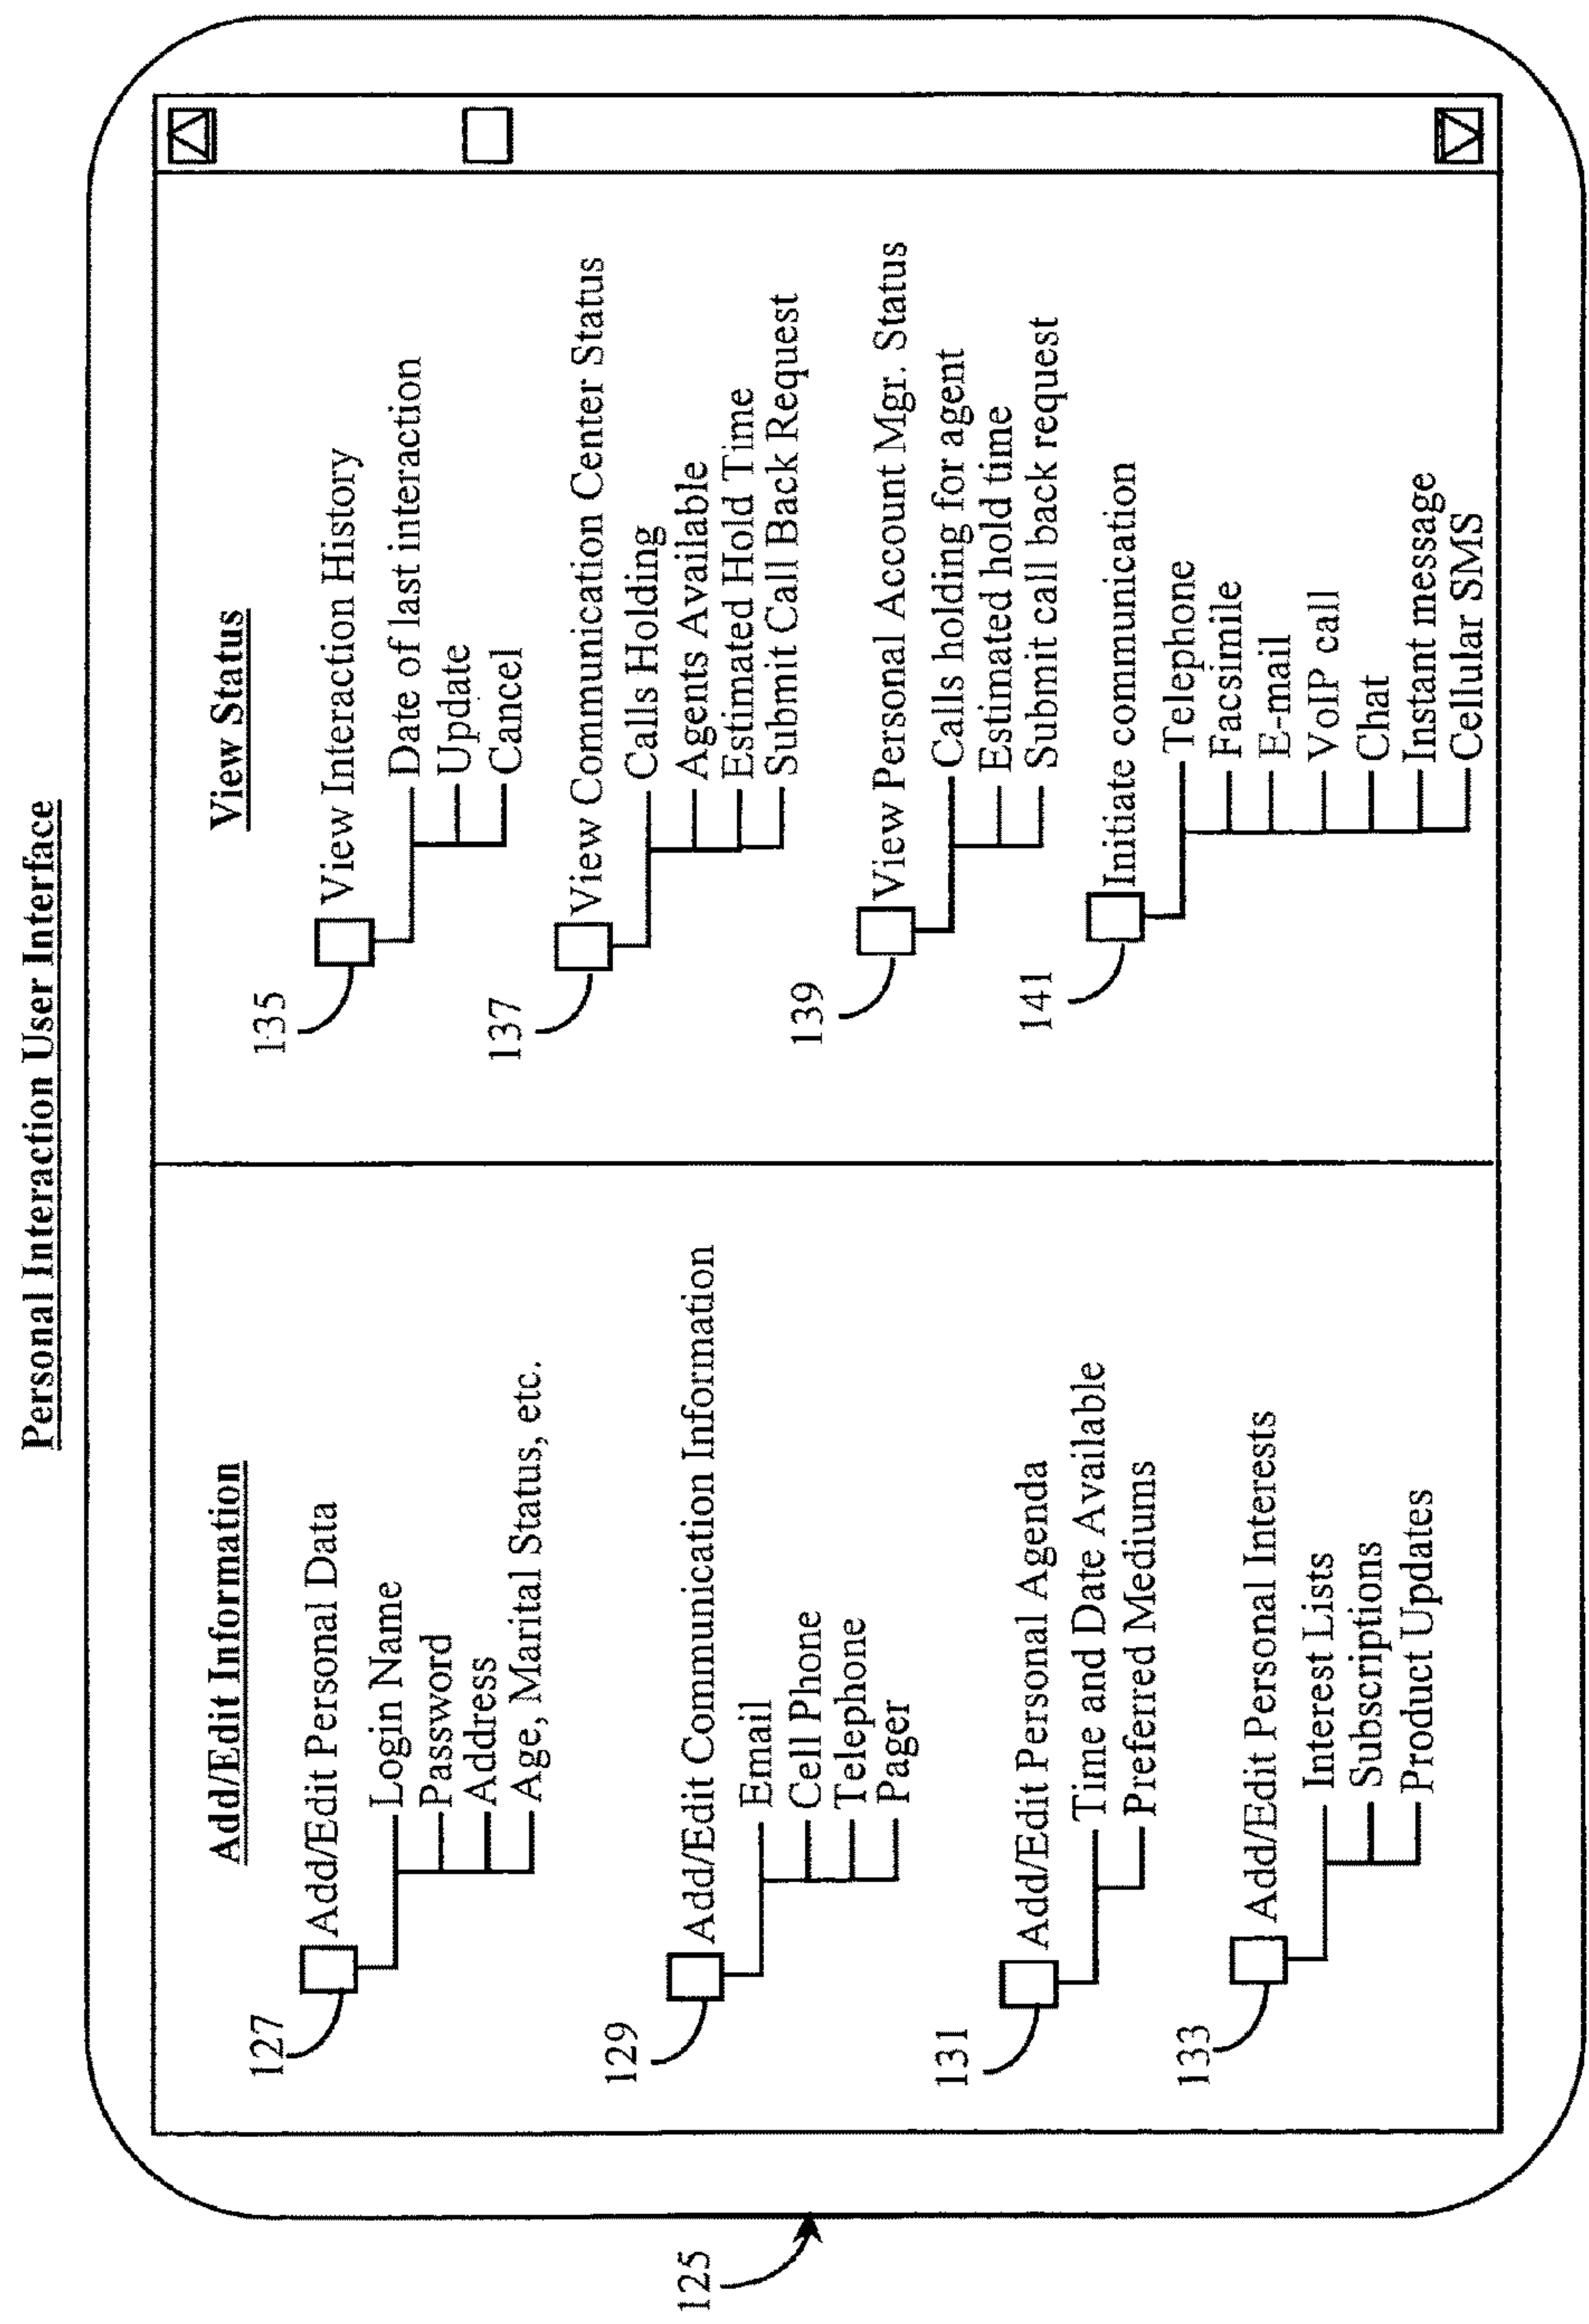 Personal Interaction User Interface
Add/Edit Information
127
Add/Edit Personal Data
Login Name
Password
Address
Age, Marital Status, etc.
129
Add/Edit Communication Information
Email
Cell Phone
Telephone
Pager
131
Add/Edit Personal Agenda
Time and Date Available
Preferred Mediums
133
Add/Edit Personal Interests
Interest Lists
Subscriptions
Product Updates
View Status
135
View Interaction History
Date of last interaction
Update
Cancel
137
View Communication Center Status
Calls Holding
Agents Available
Estimated Hold Time
Submit Call Back Request
139
View Personal Account Mgr. Status
Calls holding for agent
Estimated hold time
Submit call back request
141
Initiate communication
Telephone
Facsimile
E-mail
VoIP call
Chat
Instant message
Cellular SMS
125